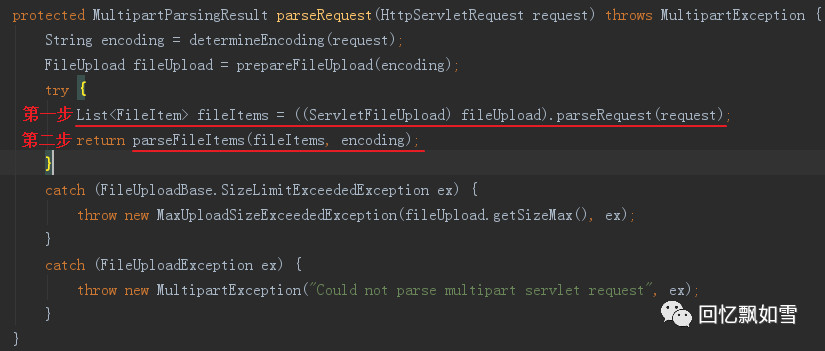 protected MultipartParsingResult parseRequest(HttpServletRequest request) throws MultipartException {
String encoding = determineEncoding(request);
FileUpload fileUpload = prepareFileUpload(encoding);
try {
第一步 List<FileItem> fileItems = ((ServletFileUpload) fileUpload).parseRequest(request);
第二步 return parseFileItems(fileItems, encoding);
}
catch (FileUploadBase.SizeLimitExceededException ex) {
throw new MaxUploadSizeExceededException(fileUpload.getSizeMax(), ex);
}
catch (FileUploadException ex) {
throw new MultipartException("Could not parse multipart servlet request", ex);
}
}
回忆飘如雪